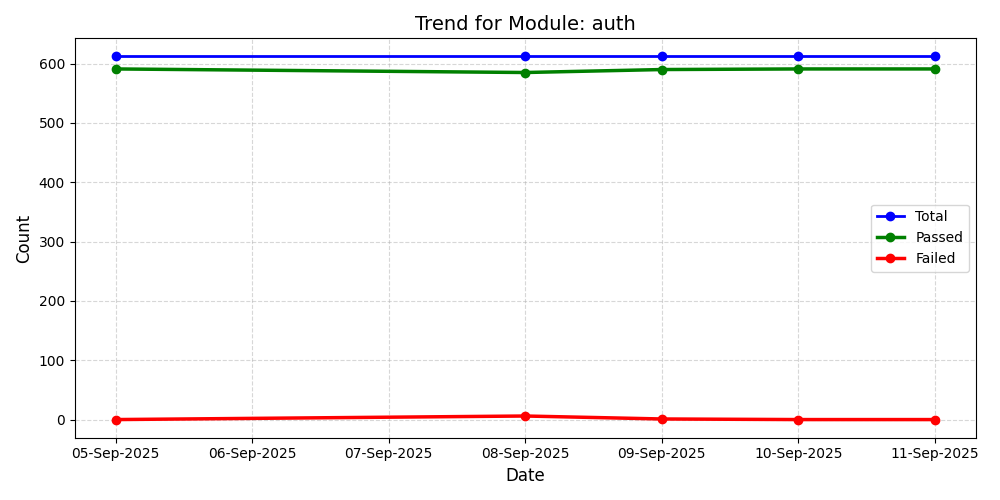 Trend for Module: auth
600
500
400
300
200
100
0
Count
Total
Passed
Failed
05-Sep-2025 06-Sep-2025 07-Sep-2025 08-Sep-2025 09-Sep-2025 10-Sep-2025 11-Sep-2025
Date